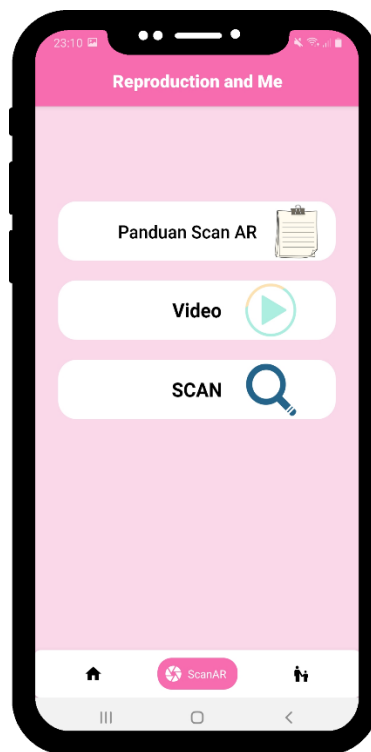 23:10
Reproduction and Me
Panduan Scan AR
Video
SCAN
ScanAR